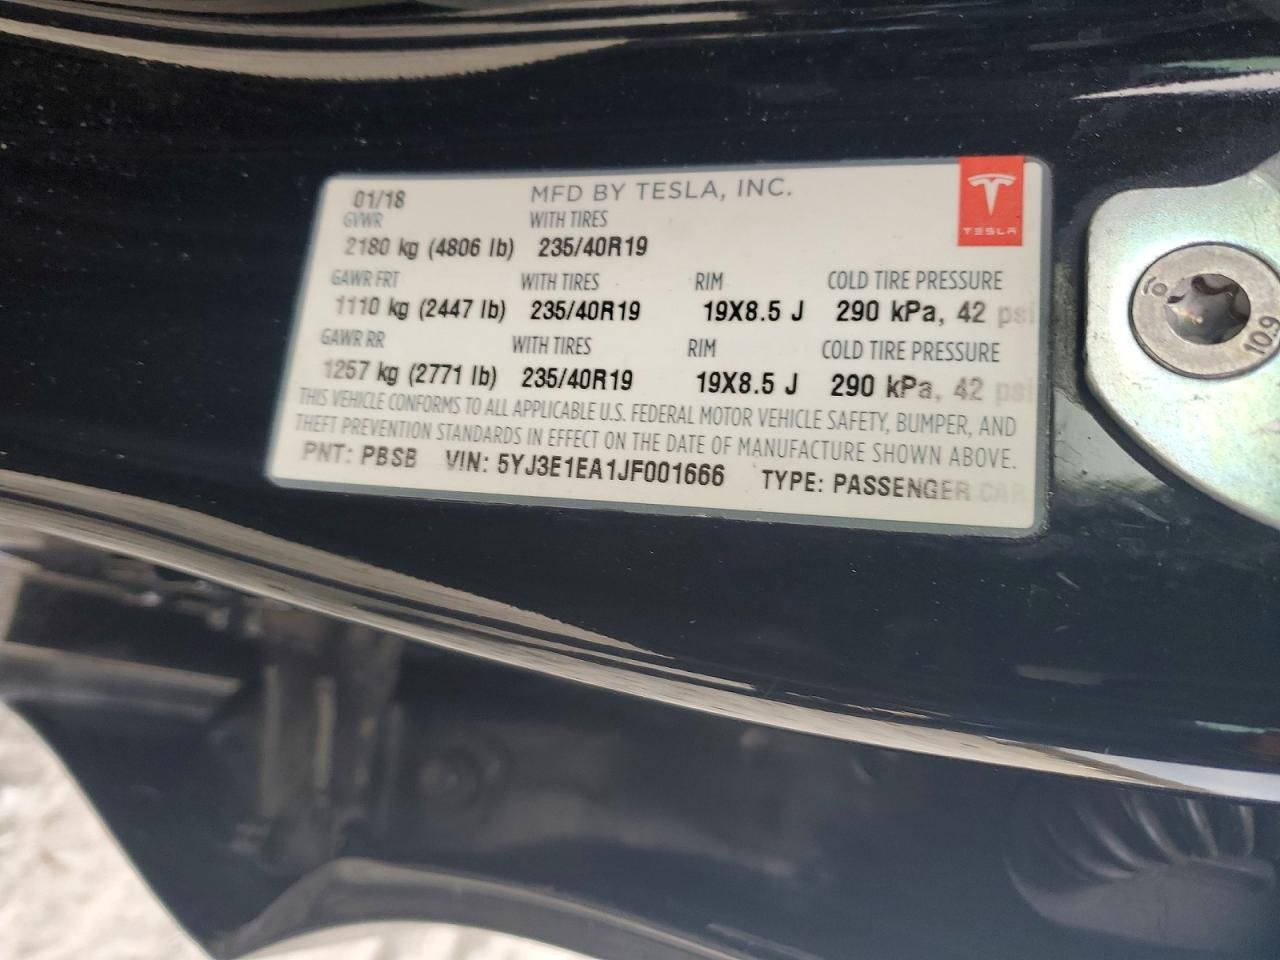 01/18 MFD BY TESLA, INC.
TESLA
GVWR WITH TIRES
2180 kg (4806 lb) 235/40R19
GAWR FRT WITH TIRES RIM COLD TIRE PRESSURE
1110 kg (2447 lb) 235/40R19 19X8.5 J 290 kPa, 42 psi
GAWR RR WITH TIRES RIM COLD TIRE PRESSURE
1257 kg (2771 lb) 235/40R19 19X8.5 J 290 kPa, 42 psi
THIS VEHICLE CONFORMS TO ALL APPLICABLE U.S. FEDERAL MOTOR VEHICLE SAFETY, BUMPER, AND
THEFT PREVENTION STANDARDS IN EFFECT ON THE DATE OF MANUFACTURE SHOWN ABOVE.
PNT: PBSB VIN: 5YJ3E1EA1JF001666 TYPE: PASSENGER CAR
10.9